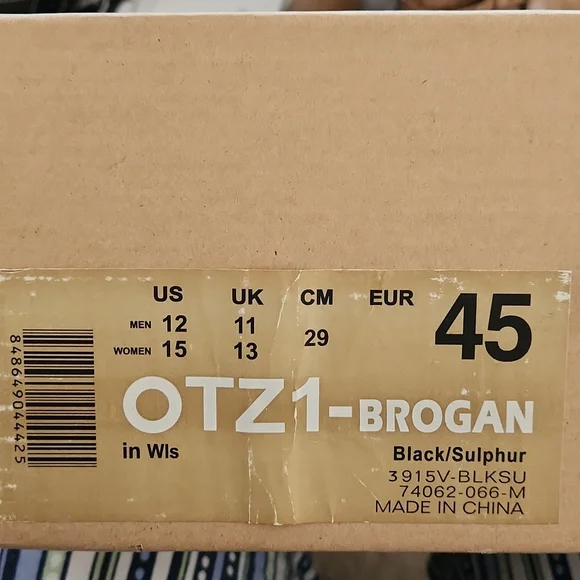 US UK CM EUR 45
MEN 12 11 29
WOMEN 15 13
OTZ1-BROGAN
in Wls Black/Sulphur
3915V-BLKSU
74062-066-M
MADE IN CHINA
848649044425